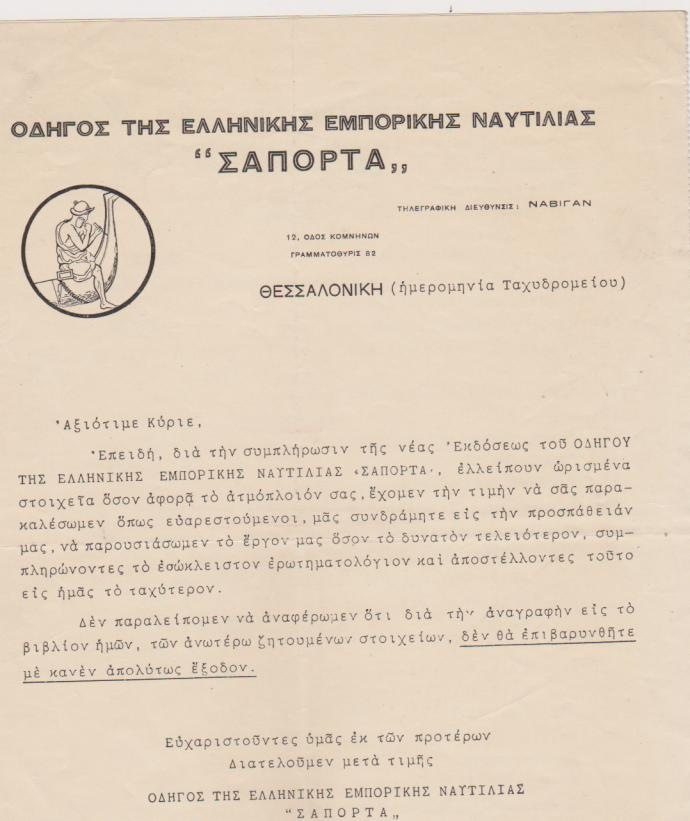 ΟΔΗΓΟΣ ΤΗΣ ΕΛΛΗΝΙΚΗΣ ΕΜΠΟΡΙΚΗΣ ΝΑΥΤΙΛΙΑΣ
“ΣΑΠΟΡΤΑ„
ΤΗΛΕΓΡΑΦΙΚΗ ΔΙΕΥΘΥΝΣΙΣ: ΝΑΒΙΓΑΝ
12, ΟΔΟΣ ΚΟΜΝΗΝΩΝ
ΓΡΑΜΜΑΤΟΘΥΡΙΣ 82
ΘΕΣΣΑΛΟΝΙΚΗ (ἡμερομηνία Ταχυδρομείου)
Ἀξιότιμε Κύριε,
Ἐπειδή, διὰ τὴν συμπλήρωσιν τῆς νέας Ἐκδόσεως τοῦ ΟΔΗΓΟΥ
ΤΗΣ ΕΛΛΗΝΙΚΗΣ ΕΜΠΟΡΙΚΗΣ ΝΑΥΤΙΛΙΑΣ «ΣΑΠΟΡΤΑ», ἐλλείπουν ὡρισμένα
στοιχεῖα ὅσον ἀφορᾷ τὸ ἀτμόπλοιόν σας, ἔχομεν τὴν τιμὴν νὰ σᾶς παρα-
καλέσωμεν ὅπως εὐαρεστούμενοι, μᾶς συνδράμητε εἰς τὴν προσπάθειάν
μας, νὰ παρουσιάσωμεν τὸ ἔργον μας ὅσον τὸ δυνατὸν τελειότερον, συμ-
πληρώνοντες τὸ ἐσώκλειστον ἐρωτηματολόγιον καὶ ἀποστέλλοντες τοῦτο
εἰς ἡμᾶς τὸ ταχύτερον.
Δὲν παραλείπομεν νὰ ἀναφέρωμεν ὅτι διὰ τὴν ἀναγραφὴν εἰς τὸ
βιβλίον ἡμῶν, τῶν ἀνωτέρω ζητουμένων στοιχείων, δὲν θὰ ἐπιβαρυνθῆτε
μὲ κανὲν ἀπολύτως ἔξοδον.
Εὐχαριστοῦντες ὑμᾶς ἐκ τῶν προτέρων
Διατελοῦμεν μετὰ τιμῆς
ΟΔΗΓΟΣ ΤΗΣ ΕΛΛΗΝΙΚΗΣ ΕΜΠΟΡΙΚΗΣ ΝΑΥΤΙΛΙΑΣ
“ΣΑΠΟΡΤΑ„